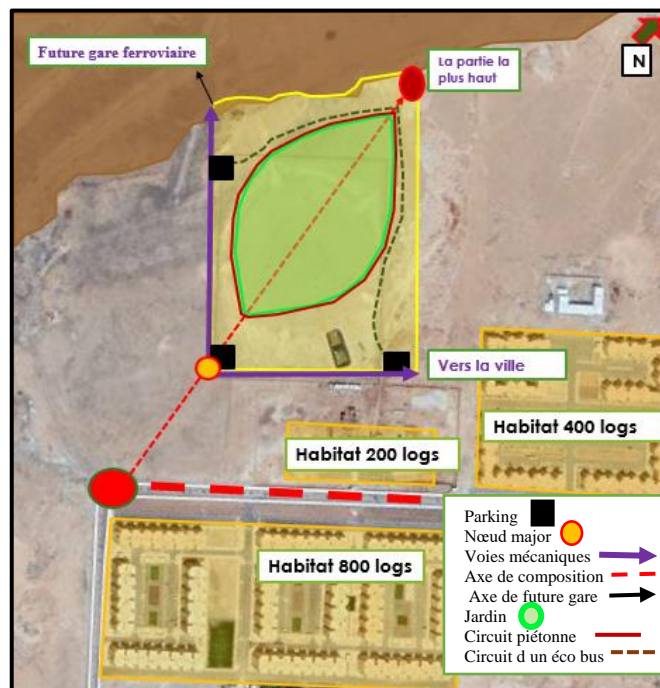 Future gare ferroviaire
La partie la
plus haut
N
Vers la ville
Habitat 400 logs
Habitat 200 logs
Habitat 800 logs
Parking
Nœud major
Voies mécaniques
Axe de composition
Axe de future gare
Jardin
Circuit piétonne
Circuit d un éco bus